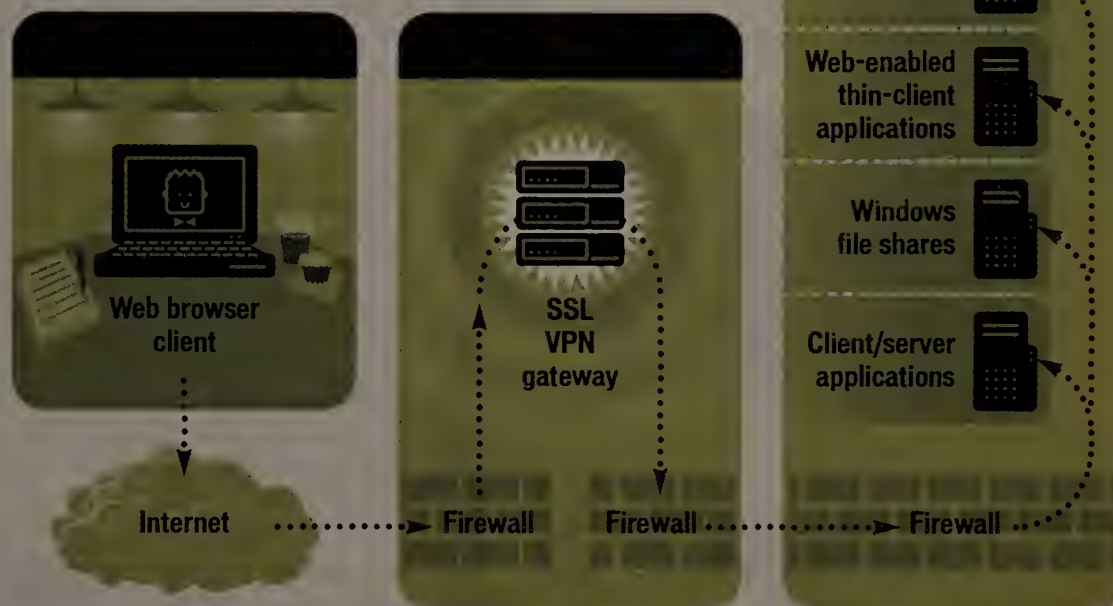 Web browser
client
Internet
SSL
VPN
gateway
Firewall
Firewall
Web-enabled
thin-client
applications
Windows
file shares
Client/server
applications
Firewall